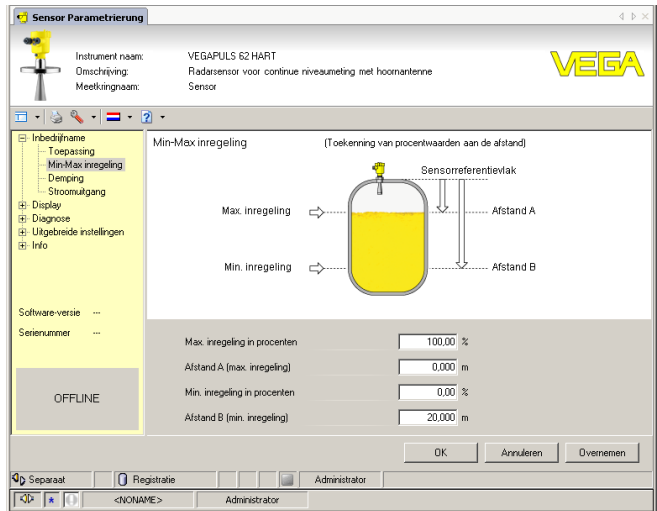 Sensor Parametrierung
Instrument naam: VEGAPULS 62 HART
Omschrijving: Radarsensor voor continue niveaumeting met hoornantenne
Meetkringnaam: Sensor
VEGA
Inbedrijfname
Toepassing
Min-Max inregeling
Demping
Stroomuitgang
Display
Diagnose
Uitgebreide instellingen
Info
Software-versie ---
Serienummer ---
OFFLINE
Min-Max inregeling (Toekenning van procentwaarden aan de afstand)
Sensorreferentievlak
Max. inregeling Afstand A
Min. inregeling Afstand B
Max. inregeling in procenten 100,00 %
Afstand A (max. inregeling) 0,000 m
Min. inregeling in procenten 0,00 %
Afstand B (min. inregeling) 20,000 m
OK Annuleren Overnemen
Separaat Registratie Administrator
<NONAME> Administrator